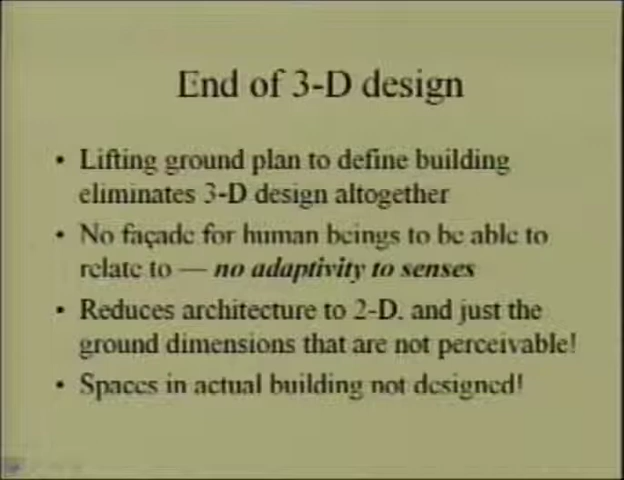 End of 3-D design
• Lifting ground plan to define building
eliminates 3-D design altogether
• No façade for human beings to be able to
relate to — no adaptivity to senses
• Reduces architecture to 2-D. and just the
ground dimensions that are not perceivable!
• Spaces in actual building not designed!